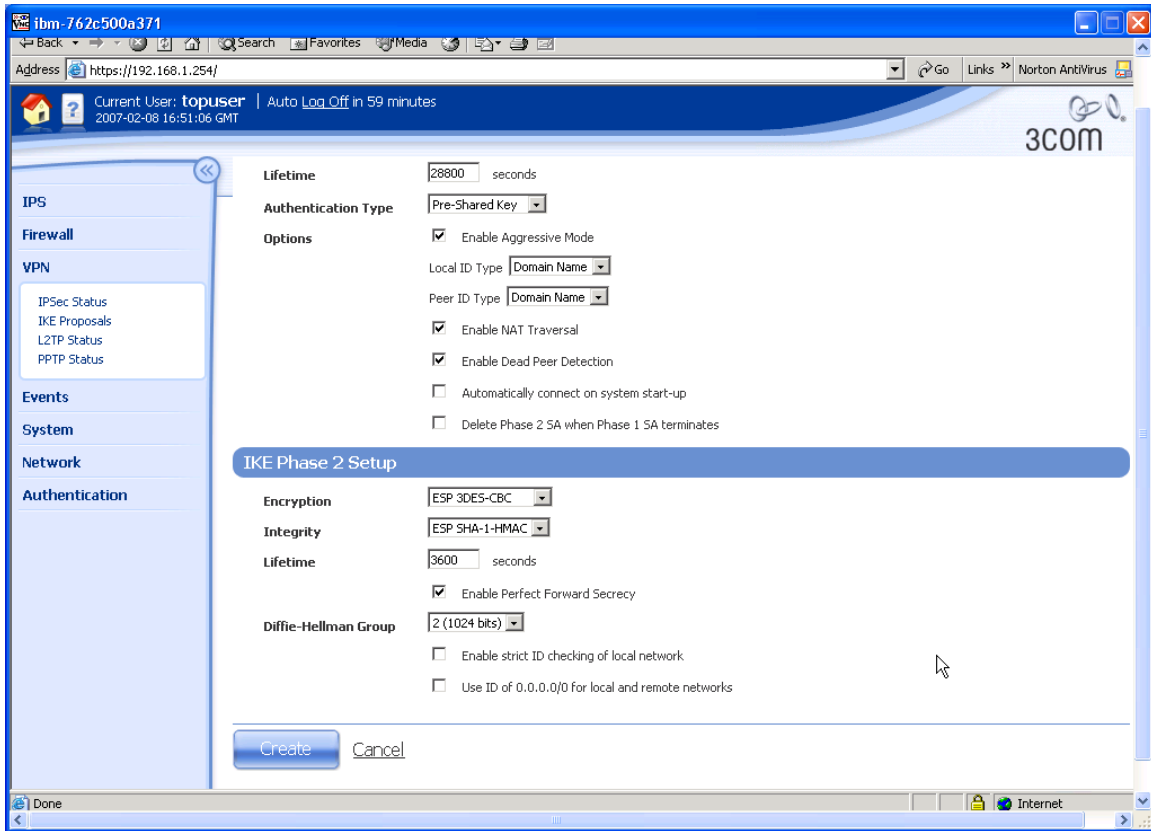 ibm-762c500a371
Back Search Favorites Media
Address https://192.168.1.254/ Go Links » Norton AntiVirus
Current User: topuser | Auto Log Off in 59 minutes
2007-02-08 16:51:06 GMT
3COM
IPS
Firewall
VPN
IPSec Status
IKE Proposals
L2TP Status
PPTP Status
Events
System
Network
Authentication
Lifetime 28800 seconds
Authentication Type Pre-Shared Key
Options Enable Aggressive Mode
Local ID Type Domain Name
Peer ID Type Domain Name
Enable NAT Traversal
Enable Dead Peer Detection
Automatically connect on system start-up
Delete Phase 2 SA when Phase 1 SA terminates
IKE Phase 2 Setup
Encryption ESP 3DES-CBC
Integrity ESP SHA-1-HMAC
Lifetime 3600 seconds
Enable Perfect Forward Secrecy
Diffie-Hellman Group 2 (1024 bits)
Enable strict ID checking of local network
Use ID of 0.0.0.0/0 for local and remote networks
Create Cancel
Done Internet